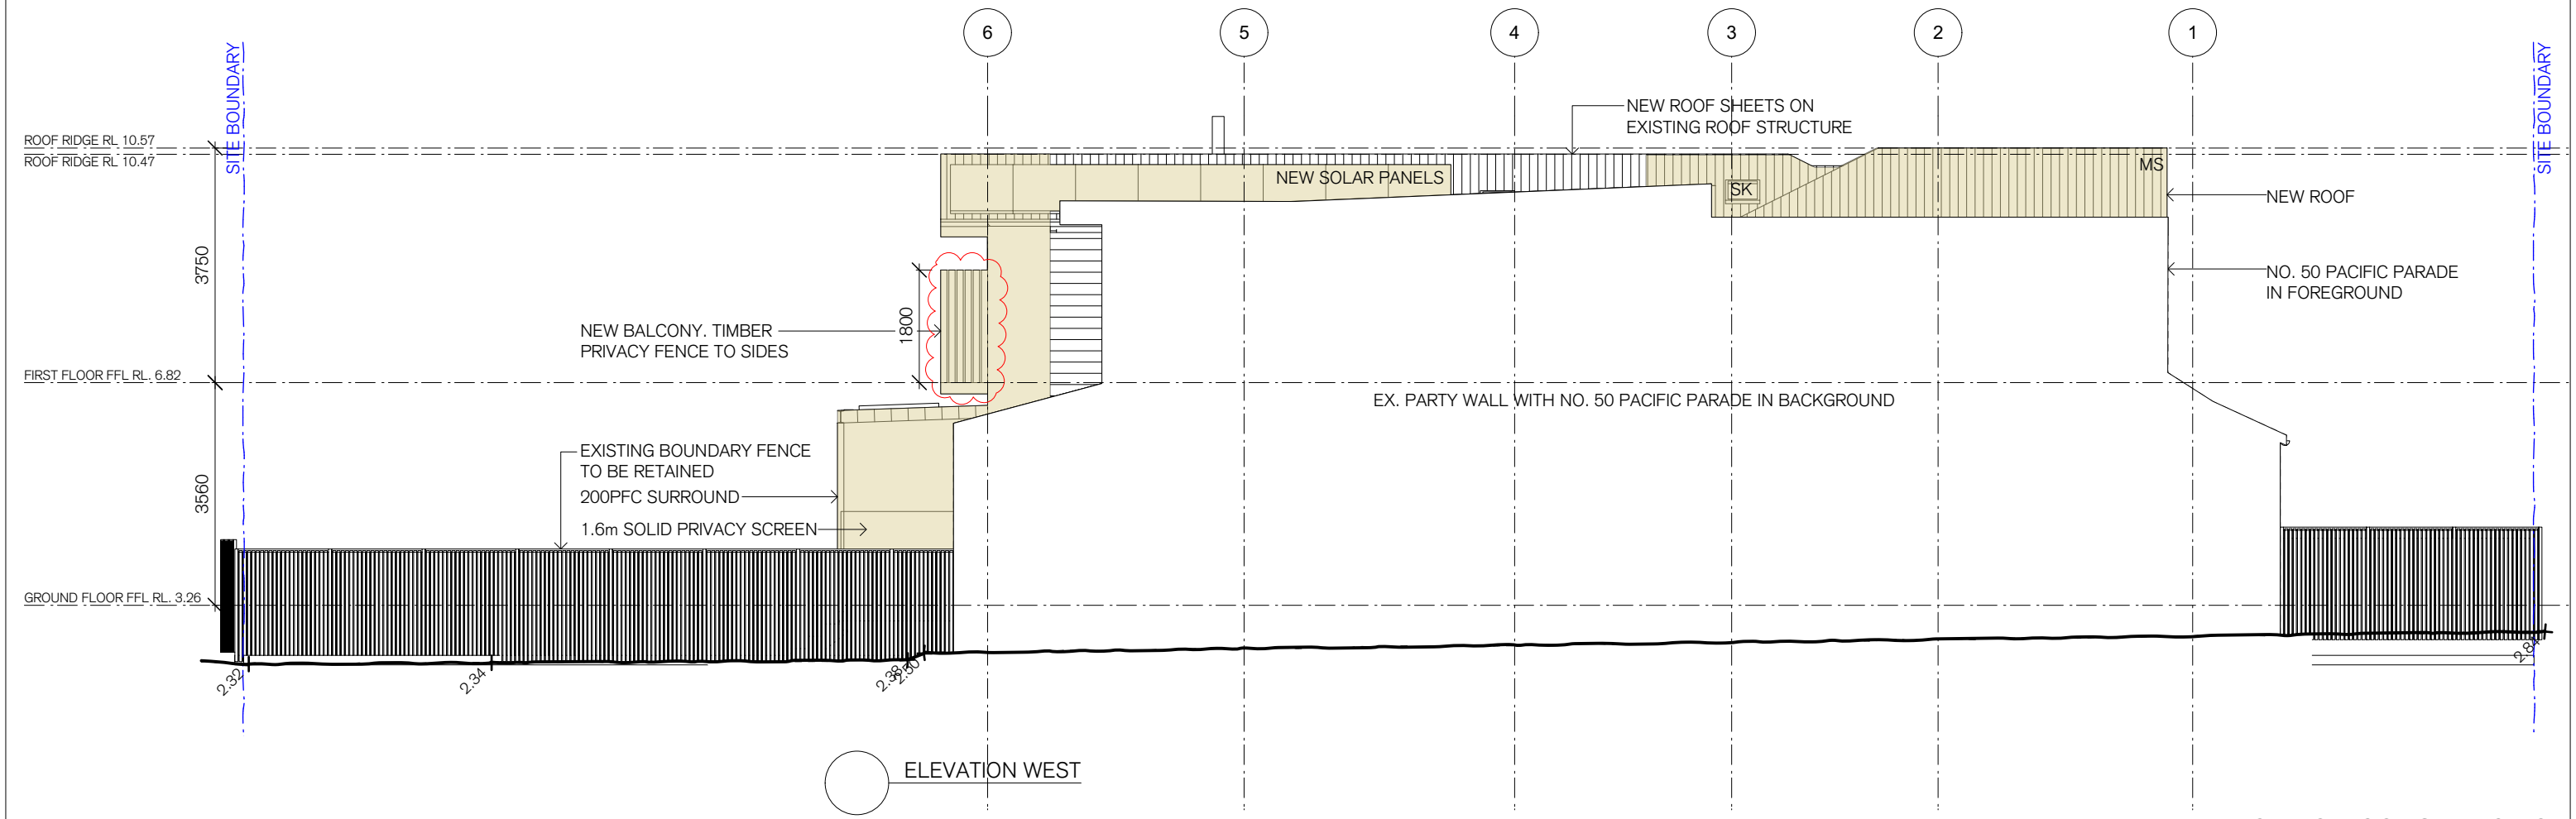 6
5
4
3
2
1
SITE BOUNDARY
SITE BOUNDARY
NEW ROOF SHEETS ON
EXISTING ROOF STRUCTURE
ROOF RIDGE RL 10.57
ROOF RIDGE RL 10.47
MS
NEW SOLAR PANELS
SK
NEW ROOF
3750
NO. 50 PACIFIC PARADE
IN FOREGROUND
1800
NEW BALCONY. TIMBER
PRIVACY FENCE TO SIDES
FIRST FLOOR FFL RL. 6.82
EX. PARTY WALL WITH NO. 50 PACIFIC PARADE IN BACKGROUND
EXISTING BOUNDARY FENCE
TO BE RETAINED
3560
200PFC SURROUND
1.6m SOLID PRIVACY SCREEN
GROUND FLOOR FFL RL. 3.26
2.32
2.34
2.38
2.50
2.84
ELEVATION WEST